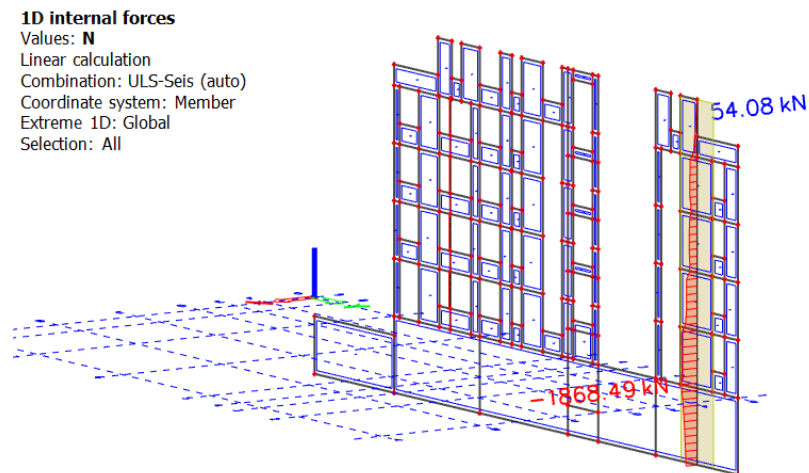 1D internal forces
Values: N
Linear calculation
Combination: ULS-Seis (auto)
Coordinate system: Member
Extreme 1D: Global
Selection: All
54.08 kN
-1868.49 kN